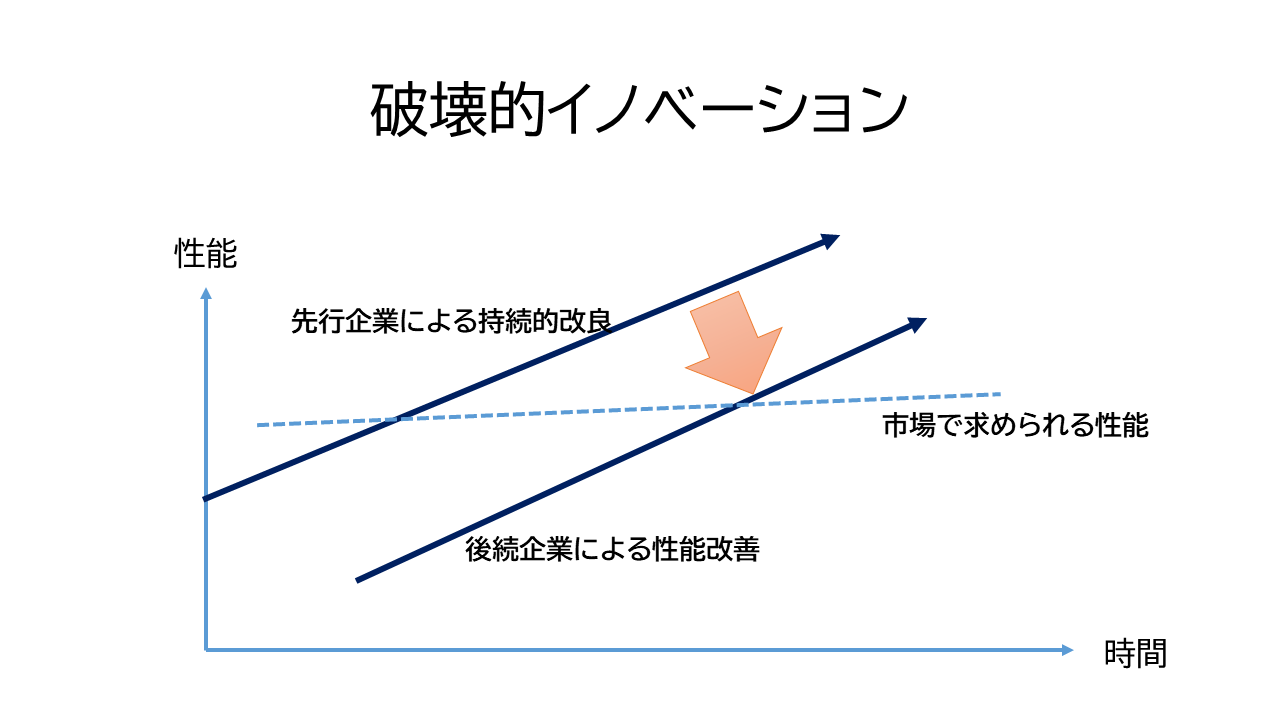 破壊的イノベーション
性能
先行企業による持続的改良
市場で求められる性能
後続企業による性能改善
時間